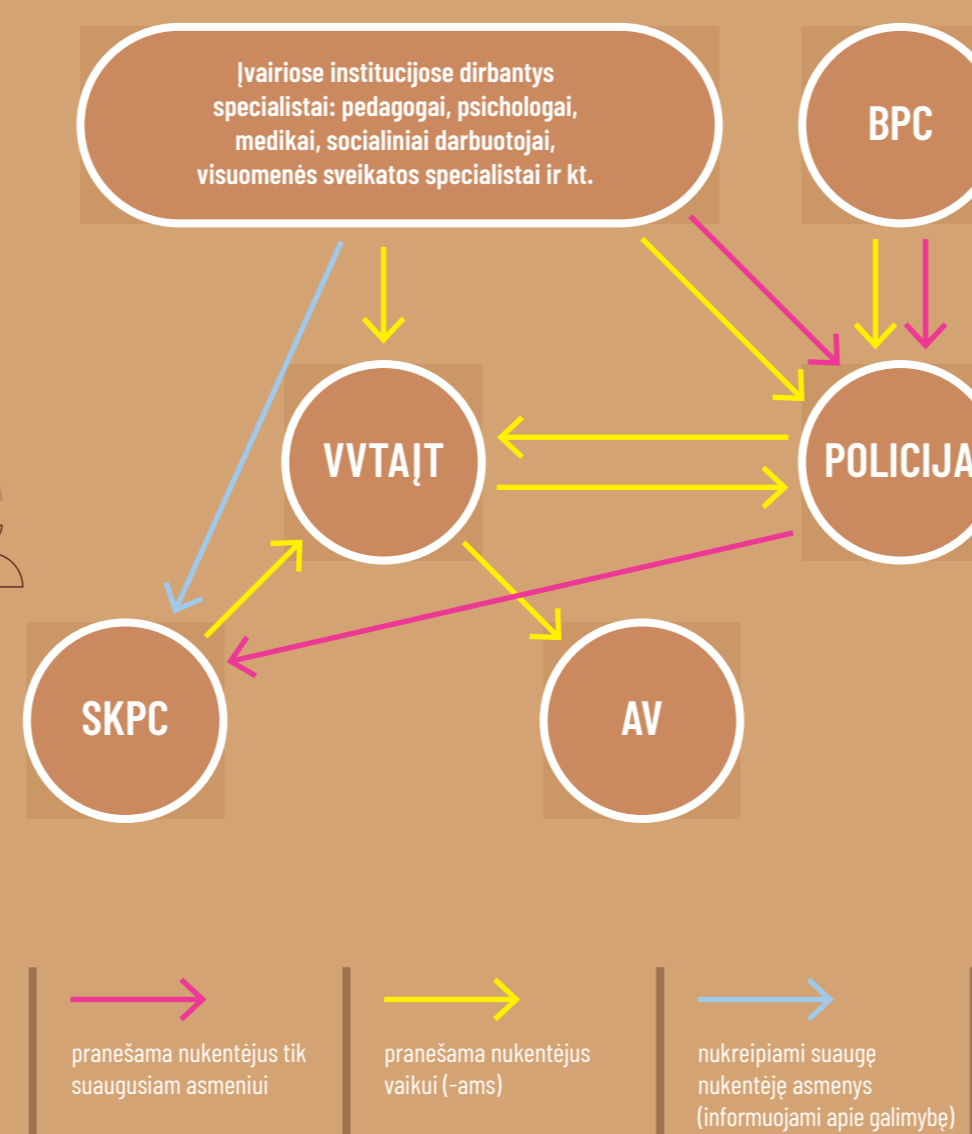 Įvairiose institucijose dirbantys
specialistai: pedagogai, psichologai,
medikai, socialiniai darbuotojai,
visuomenės sveikatos specialistai ir kt.
BPC
VVTAĮT
POLICIJA
SKPC
AV
pranešama nukentėjus tik
suaugusiam asmeniui
pranešama nukentėjus
vaikui (-ams)
nukreipiami suaugę
nukentėję asmenys
(informuojami apie galimybę)